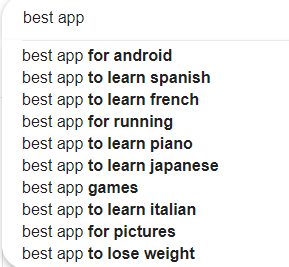 best app
best app for android
best app to learn spanish
best app to learn french
best app for running
best app to learn piano
best app to learn japanese
best app games
best app to learn italian
best app for pictures
best app to lose weight